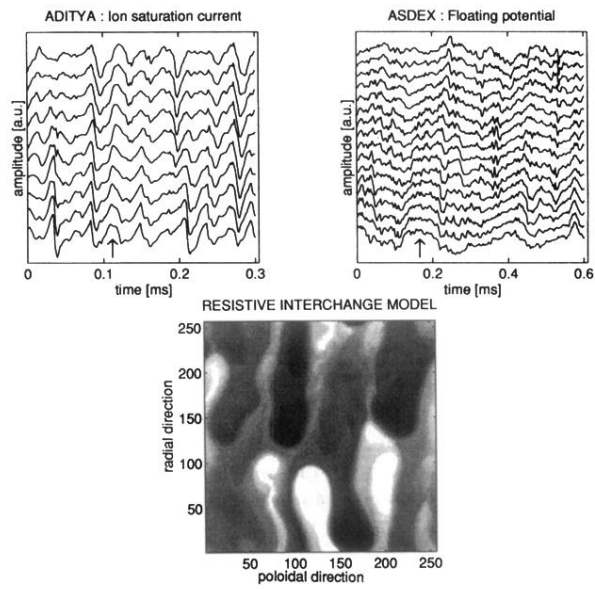 ADITYA : Ion saturation current
amplitude [a.u.]
0 0.1 0.2 0.3
time [ms]
ASDEX : Floating potential
amplitude [a.u.]
0 0.2 0.4 0.6
time [ms]
RESISTIVE INTERCHANGE MODEL
radial direction
250
200
150
100
50
50 100 150 200 250
poloidal direction